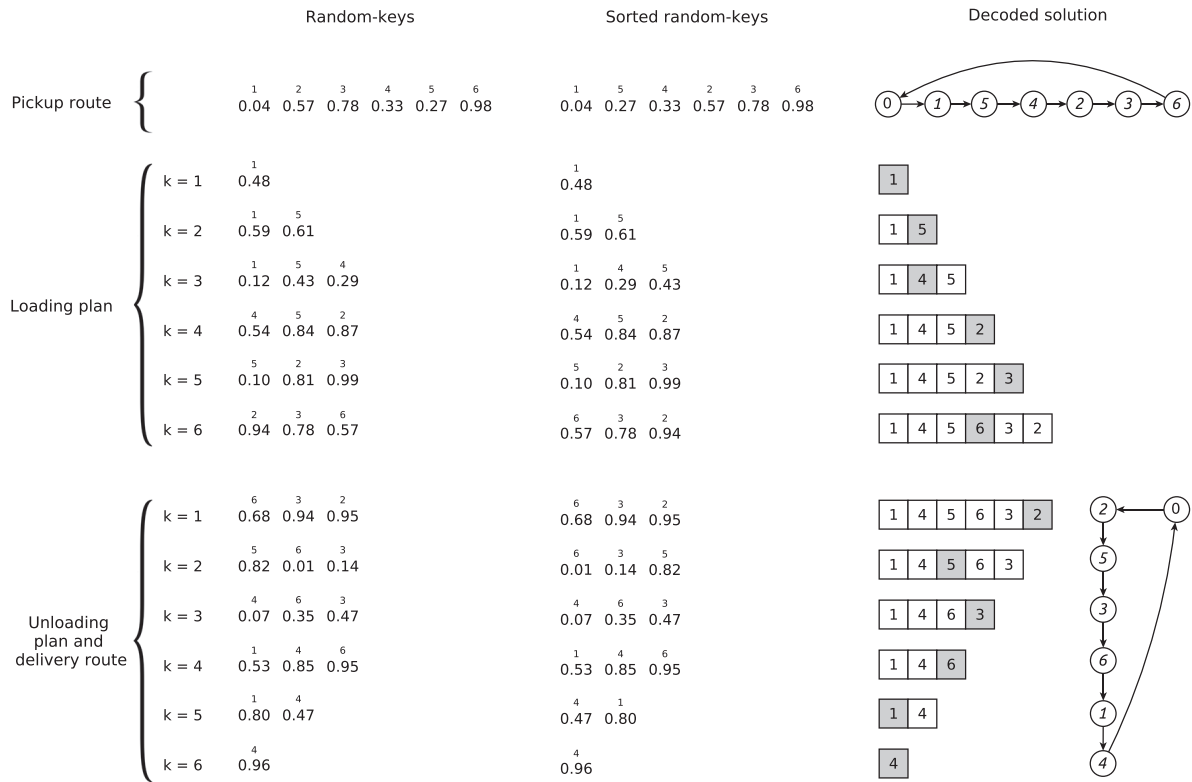 Random-keys Sorted random-keys Decoded solution
1 2 3 4 5 6 1 5 4 2 3 6
Pickup route 0.04 0.57 0.78 0.33 0.27 0.98 0.04 0.27 0.33 0.57 0.78 0.98 0 1 5 4 2 3 6
Loading plan
1 1
k = 1 0.48 0.48 1
1 5 1 5
k = 2 0.59 0.61 0.59 0.61 1 5
1 5 4 1 4 5
k = 3 0.12 0.43 0.29 0.12 0.29 0.43 1 4 5
4 5 2 4 5 2
k = 4 0.54 0.84 0.87 0.54 0.84 0.87 1 4 5 2
5 2 3 5 2 3
k = 5 0.10 0.81 0.99 0.10 0.81 0.99 1 4 5 2 3
2 3 6 6 3 2
k = 6 0.94 0.78 0.57 0.57 0.78 0.94 1 4 5 6 3 2
Unloading
plan and
delivery route
6 3 2 6 3 2
k = 1 0.68 0.94 0.95 0.68 0.94 0.95 1 4 5 6 3 2 2 0
5 6 3 6 3 5
k = 2 0.82 0.01 0.14 0.01 0.14 0.82 1 4 5 6 3 5
4 6 3 4 6 3
k = 3 0.07 0.35 0.47 0.07 0.35 0.47 1 4 6 3 3
1 4 6 1 4 6
k = 4 0.53 0.85 0.95 0.53 0.85 0.95 1 4 6 6
1 4 4 1
k = 5 0.80 0.47 0.47 0.80 1 4 1
4 4
k = 6 0.96 0.96 4 4